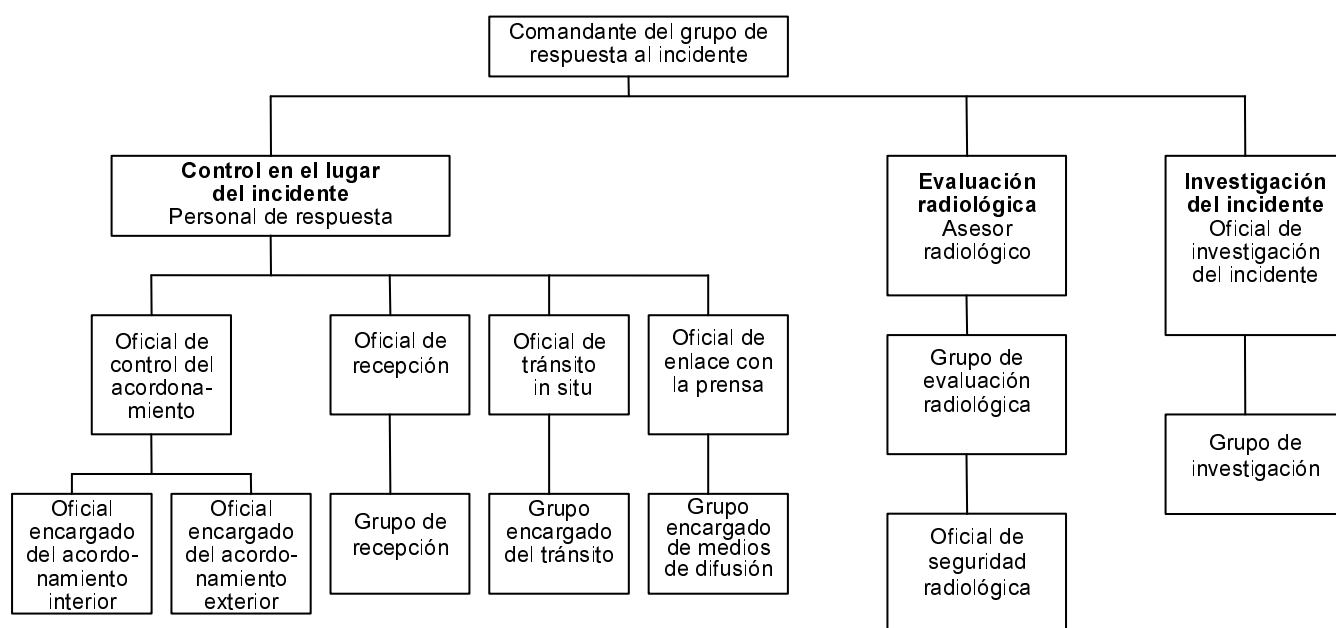 Comandante del grupo de
respuesta al incidente
Control en el lugar
del incidente
Personal de respuesta
Evaluación
radiológica
Asesor
radiológico
Investigación
del incidente
Oficial de
investigación
del incidente
Oficial de
control del
acordona-
miento
Oficial de
recepción
Oficial de
tránsito
in situ
Oficial de
enlace con
la prensa
Grupo de
evaluación
radiológica
Grupo de
investigación
Oficial
encargado
del acordo-
namiento
interior
Oficial
encargado
del acordo-
namiento
exterior
Grupo de
recepción
Grupo
encargado
del tránsito
Grupo
encargado
de medios
de difusión
Oficial de
seguridad
radiológica